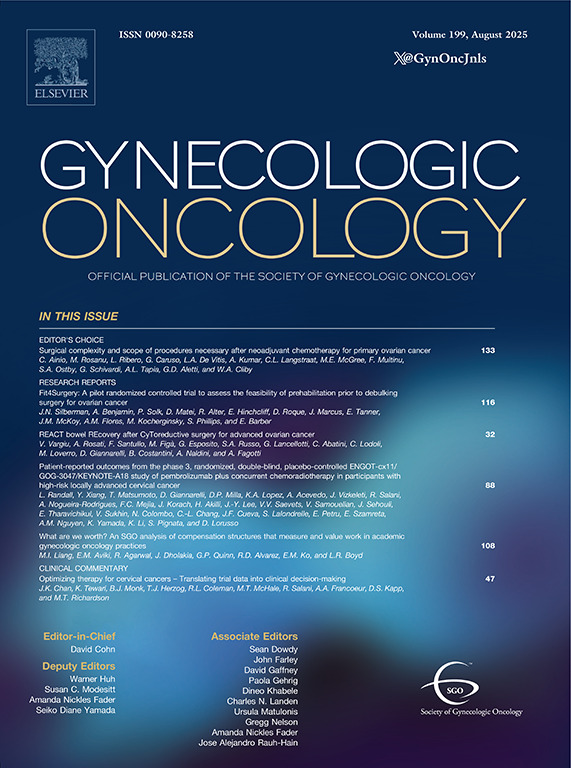 ISSN 0090-8258
Volume 199, August 2025
X@GynOncJnls
ELSEVIER
GYNECOLOGIC
ONCOLOGY
OFFICIAL PUBLICATION OF THE SOCIETY OF GYNECOLOGIC ONCOLOGY
IN THIS ISSUE
EDITOR'S CHOICE
Surgical complexity and scope of procedures necessary after neoadjuvant chemotherapy for primary ovarian cancer 133
C. Ainio, M. Rosanu, L. Ribero, G. Caruso, L.A. De Vitis, A. Kumar, C.L. Langstraat, M.E. McGree, F. Multinu,
S.A. Ostby, G. Schivardi, A.L. Tapia, G.D. Aletti, and W.A. Cliby
RESEARCH REPORTS
Fit4Surgery: A pilot randomized controlled trial to assess the feasibility of prehabilitation prior to debulking
surgery for ovarian cancer 116
J.N. Silberman, A. Benjamin, P. Solk, D. Matei, R. Alter, E. Hinchcliff, D. Roque, J. Marcus, E. Tanner,
J.M. McKoy, A.M. Flores, M. Kocherginsky, S. Phillips, and E. Barber
REACT bowel REcovery after CyToreductive surgery for advanced ovarian cancer 32
V. Vargiu, A. Rosati, F. Santullo, M. Figà, G. Esposito, S.A. Russo, G. Lancellotti, C. Abatini, C. Lodoli,
M. Loverro, D. Giannarelli, B. Costantini, A. Naldini, and A. Fagotti
Patient-reported outcomes from the phase 3, randomized, double-blind, placebo-controlled ENGOT-cx11/
GOG-3047/KEYNOTE-A18 study of pembrolizumab plus concurrent chemoradiotherapy in participants with
high-risk locally advanced cervical cancer 88
L. Randall, Y. Xiang, T. Matsumoto, D. Giannarelli, D.P. Milla, K.A. Lopez, A. Acevedo, J. Vizkeleti, R. Salani,
A. Nogueira-Rodrigues, F.C. Mejía, J. Korach, H. Akilli, J.-Y. Lee, V.V. Saevets, V. Samouelian, J. Sehouli,
E. Tharavichikul, V. Sukhin, N. Colombo, C.-L. Chang, J.F. Cueva, S. Lalondrelle, E. Petru, E. Szamreta,
A.M. Nguyen, K. Yamada, K. Li, S. Pignata, and D. Lorusso
What are we worth? An SGO analysis of compensation structures that measure and value work in academic
gynecologic oncology practices 108
M.I. Liang, E.M. Aviki, R. Agarwal, J. Dholakia, G.P. Quinn, R.D. Alvarez, E.M. Ko, and L.R. Boyd
CLINICAL COMMENTARY
Optimizing therapy for cervical cancers – Translating trial data into clinical decision-making 47
J.K. Chan, K. Tewari, B.J. Monk, T.J. Herzog, R.L. Coleman, M.T. McHale, R. Salani, A.A. Francoeur, D.S. Kapp,
and M.T. Richardson
Editor-in-Chief
David Cohn
Deputy Editors
Warner Huh
Susan C. Modesitt
Amanda Nickles Fader
Seiko Diane Yamada
Associate Editors
Sean Dowdy
John Farley
David Gaffney
Paola Gehrig
Dineo Khabele
Charles N. Landen
Ursula Matulonis
Gregg Nelson
Amanda Nickles Fader
Jose Alejandro Rauh-Hain
SGO
Society of Gynecologic Oncology